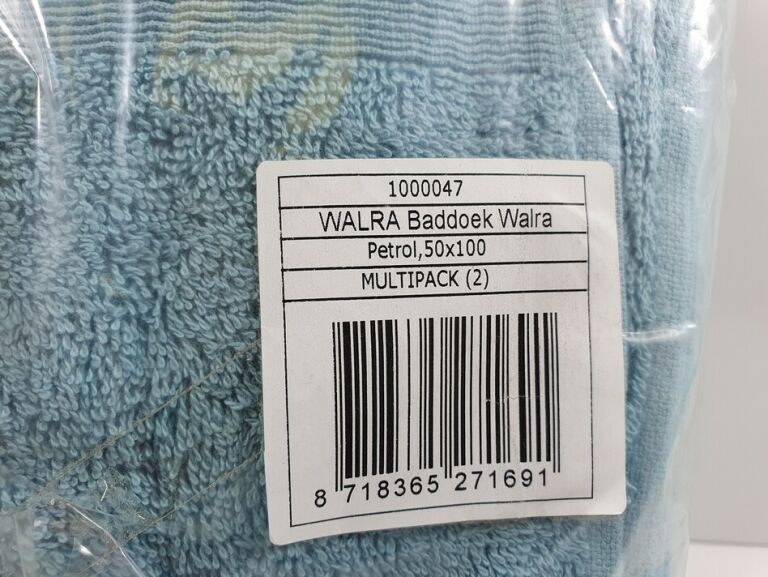 1000047
WALRA Baddoek Walra
Petrol,50x100
MULTIPACK (2)
8 718365 271691